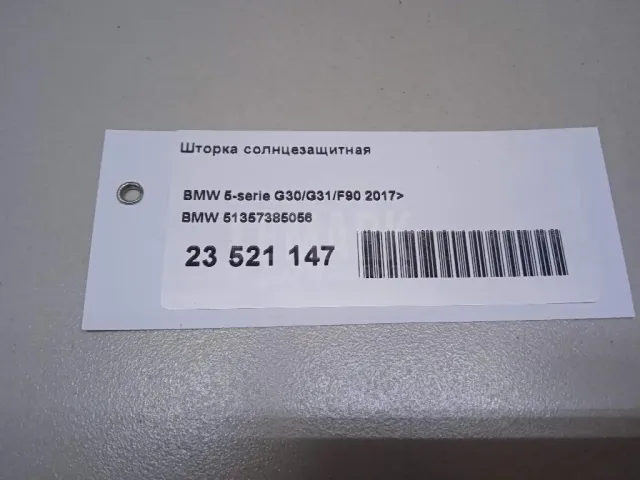 Шторка солнцезащитная
BMW 5-serie G30/G31/F90 2017>
BMW 51357385056
23 521 147